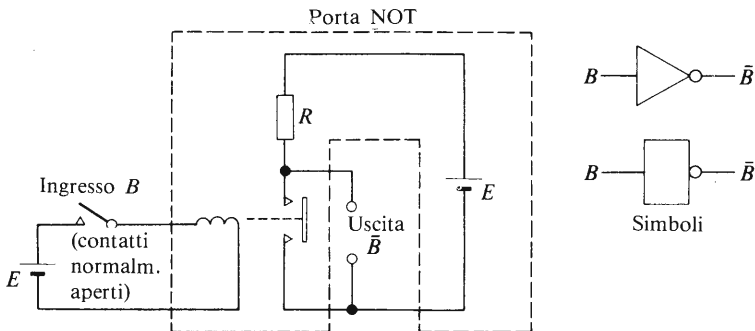 Porta NOT
B
B̄
R
B
B̄
Ingresso B
E
Uscita
B̄
Simboli
(contatti
normalm.
aperti)
E